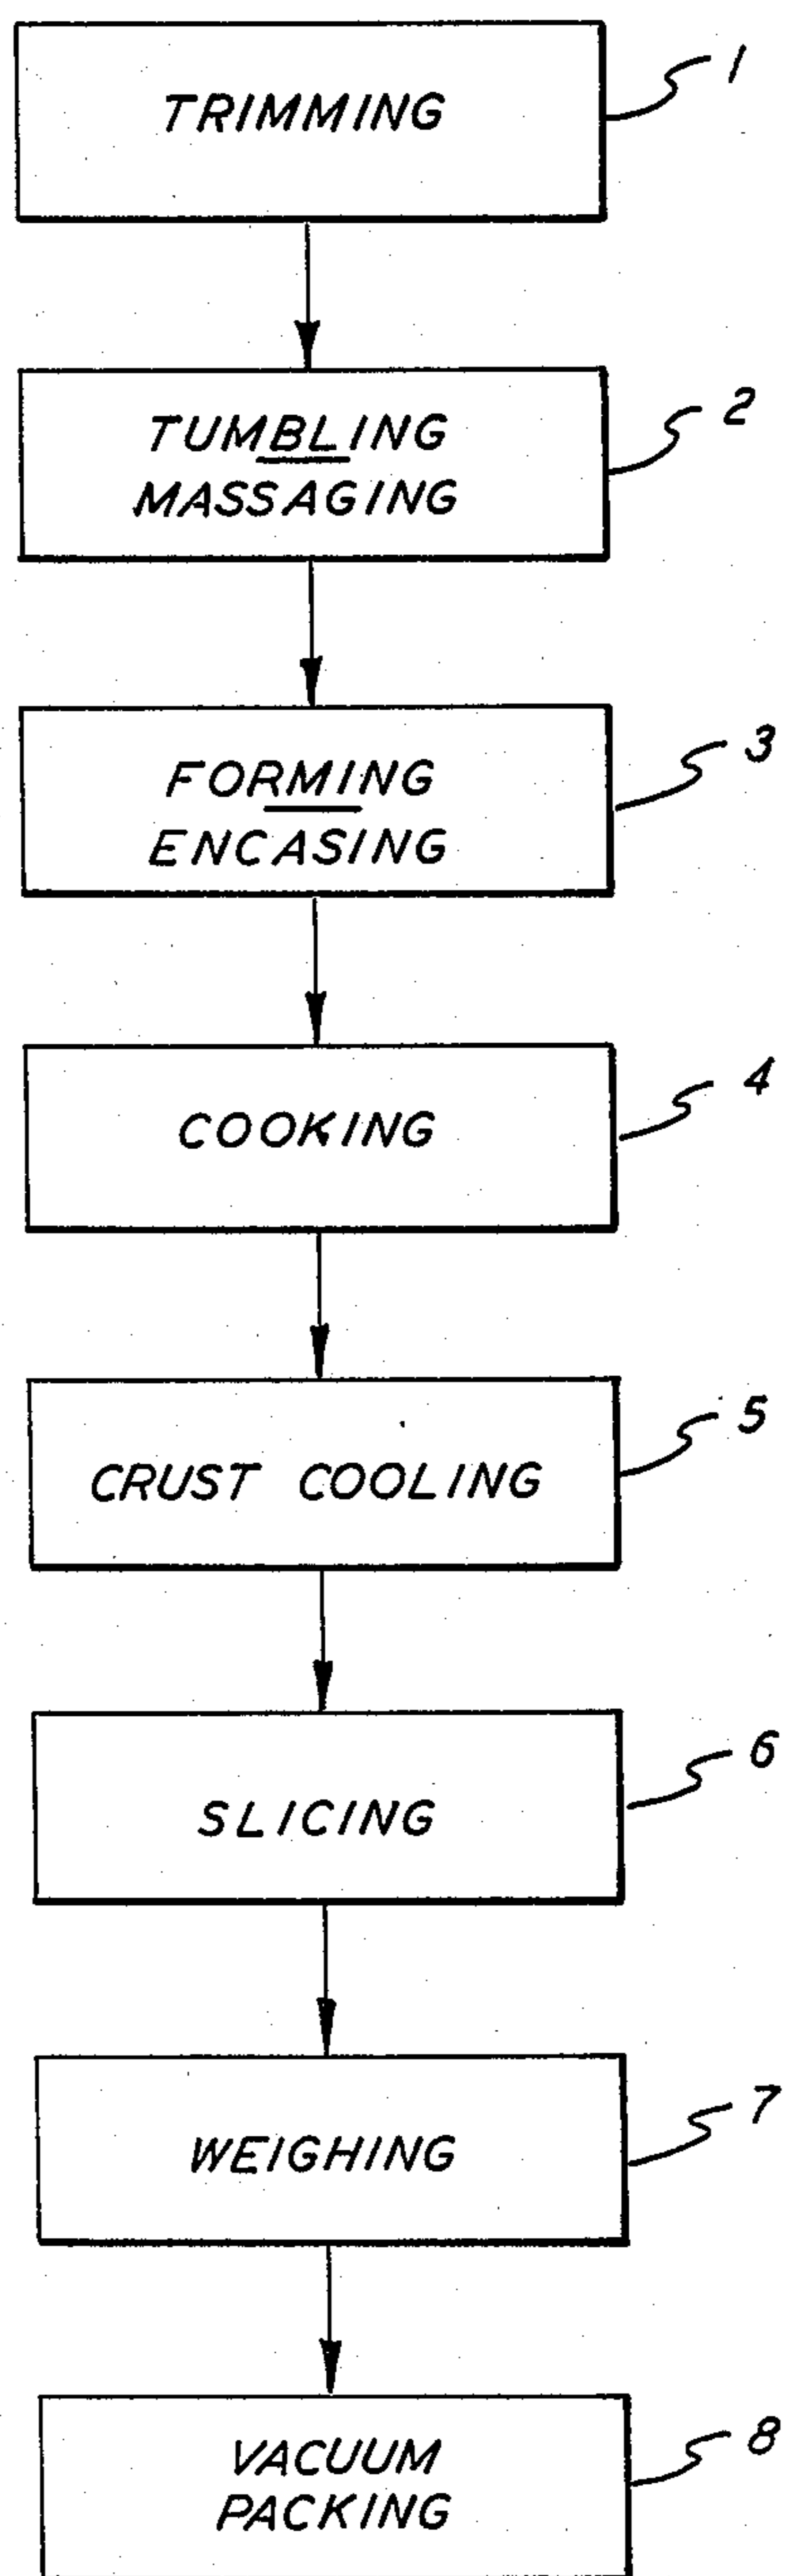 TRIMMING
1
TUMBLING
MASSAGING
2
FORMING
ENCASING
3
COOKING
4
CRUST COOLING
5
SLICING
6
WEIGHING
7
VACUUM
PACKING
8